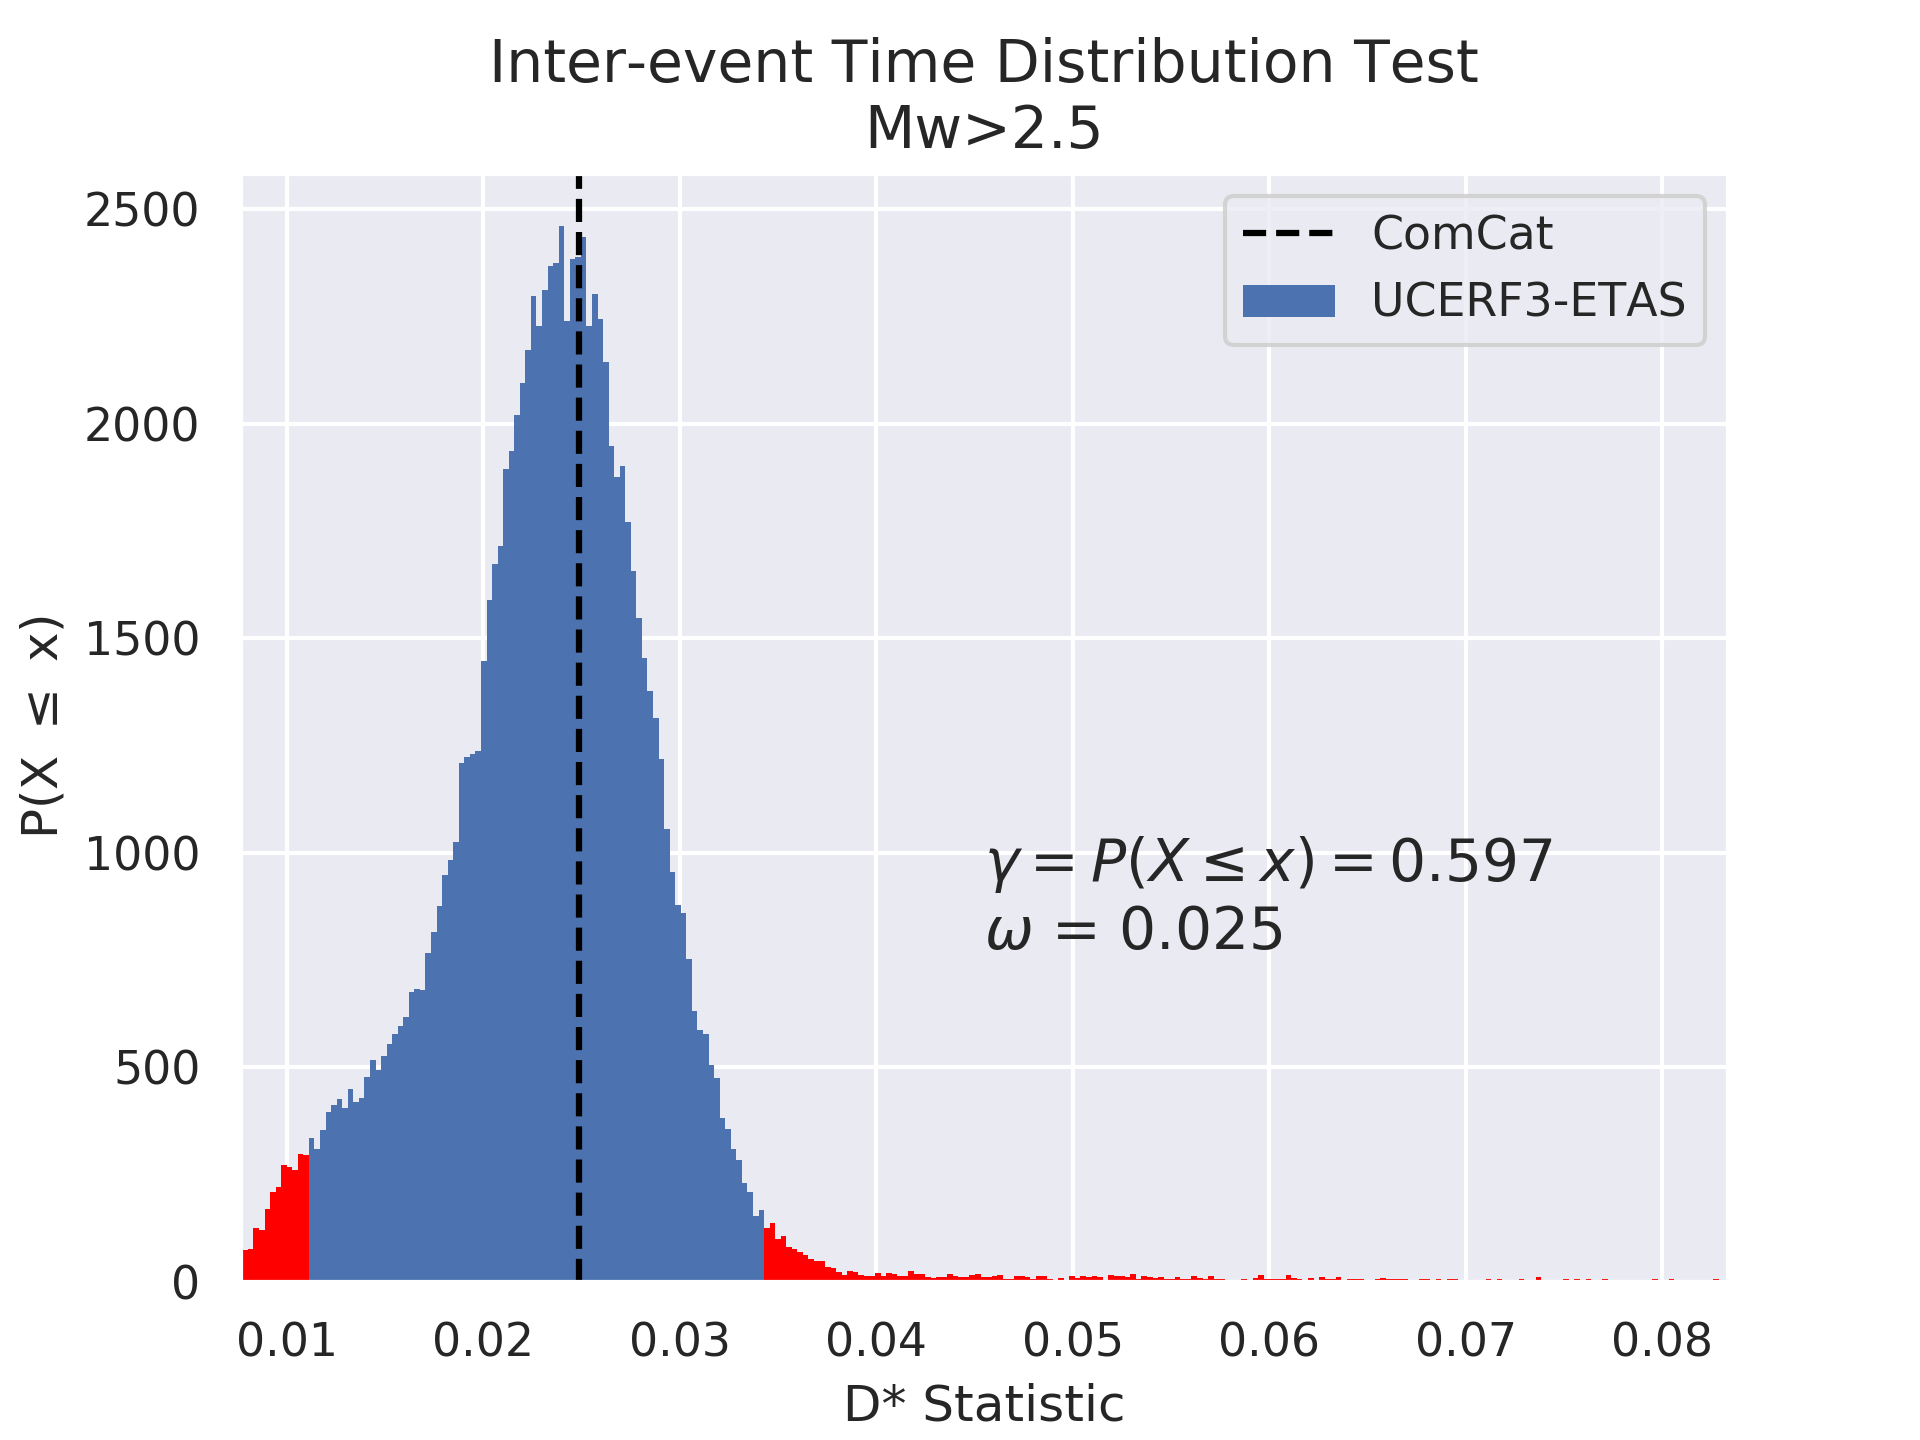 Inter-event Time Distribution Test
Mw>2.5
ComCat
UCERF3-ETAS
2500
2000
1500
1000
500
0
P(X ≤ x)
γ = P(X ≤ x) = 0.597
ω = 0.025
0.01 0.02 0.03 0.04 0.05 0.06 0.07 0.08
D* Statistic